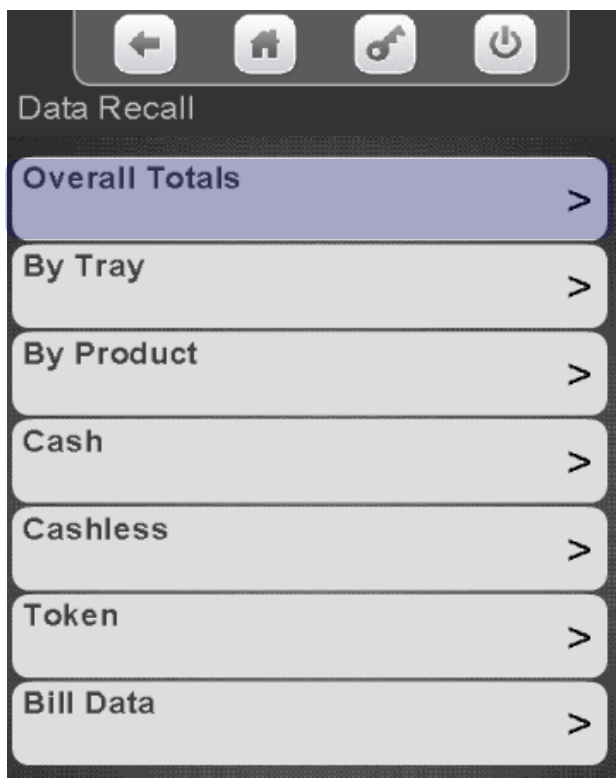 Data Recall
Overall Totals
>
By Tray
>
By Product
>
Cash
>
Cashless
>
Token
>
Bill Data
>